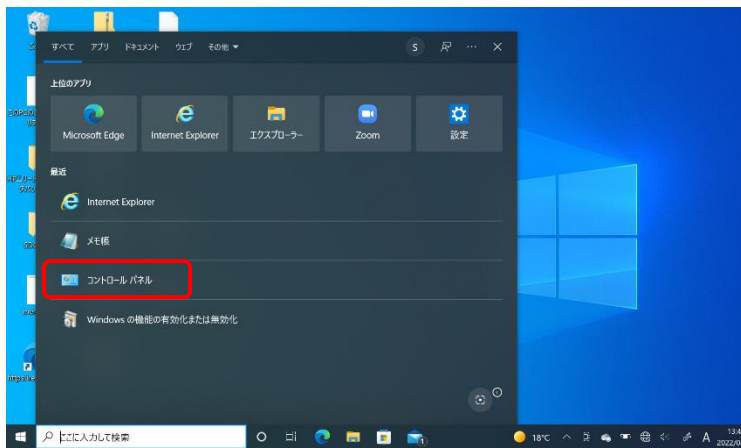 すべて アプリ ドキュメント ウェブ その他
S
上位のアプリ
Microsoft Edge Internet Explorer エクスプローラー Zoom 設定
最近
Internet Explorer
メモ帳
コントロール パネル
Windows の機能の有効化または無効化
ここに入力して検索
18°C A